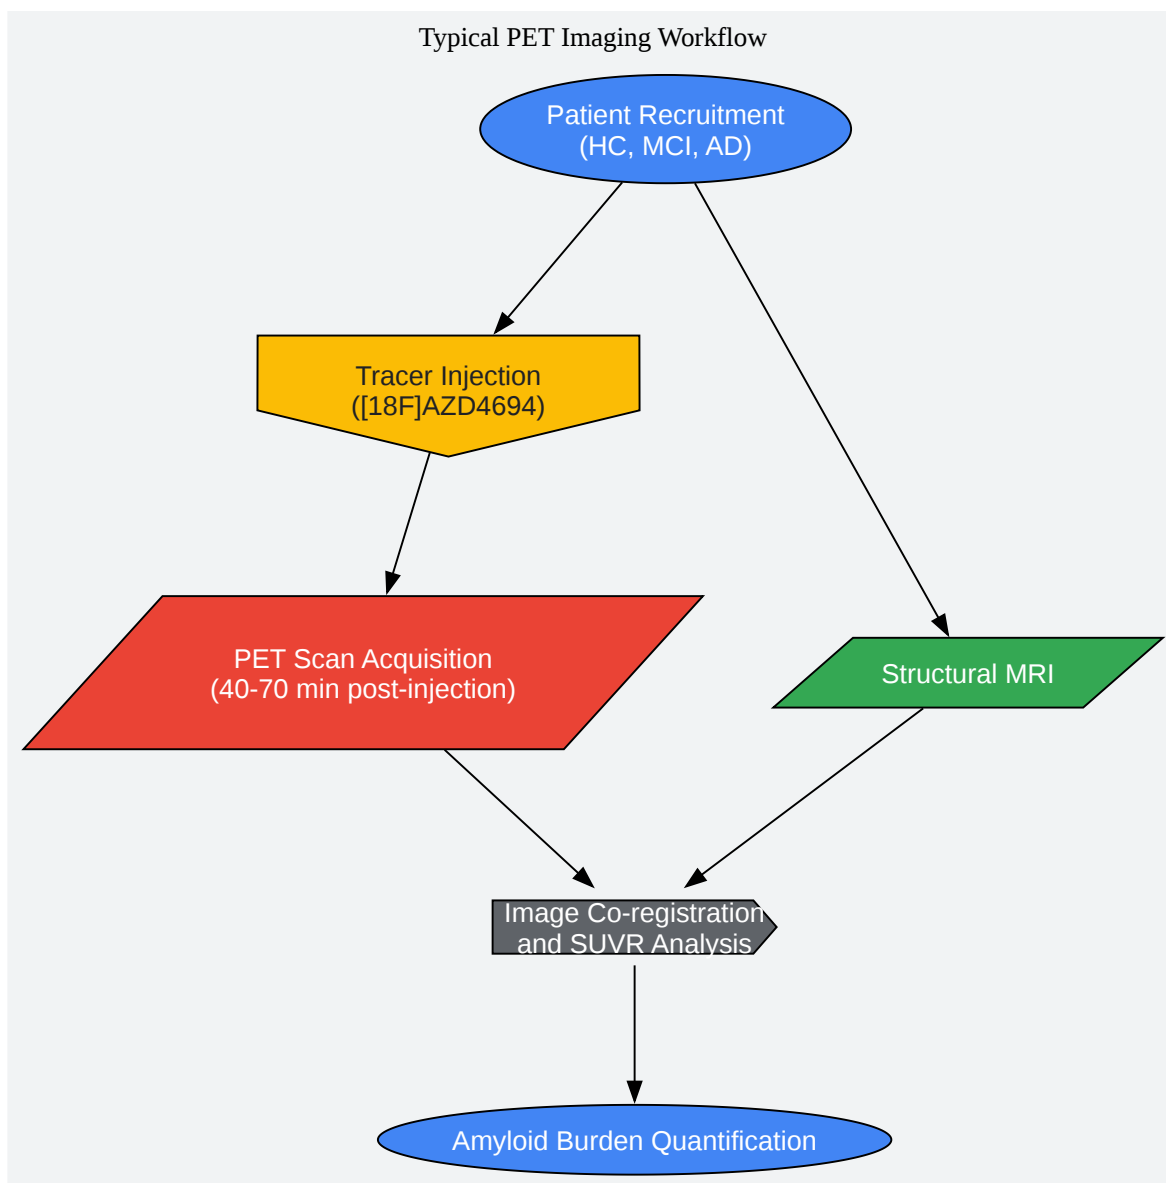 Typical PET Imaging Workflow
Patient Recruitment
(HC, MCI, AD)
Tracer Injection
([18F]AZD4694)
PET Scan Acquisition
(40-70 min post-injection)
Structural MRI
Image Co-registration
and SUVR Analysis
Amyloid Burden Quantification